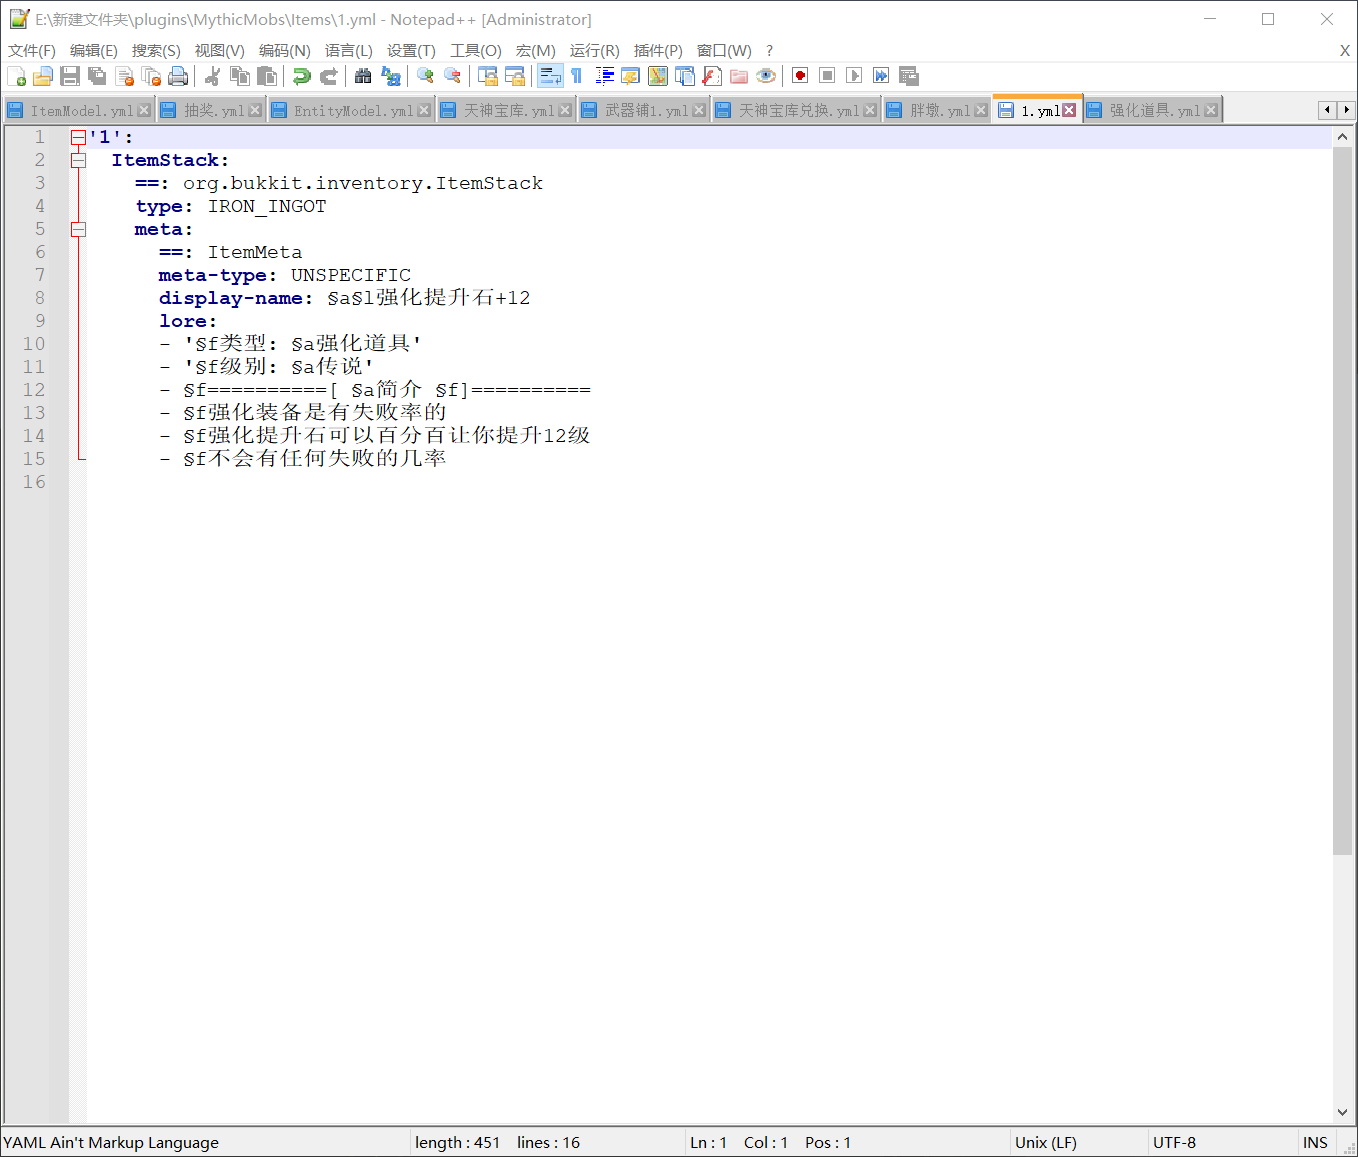 E:\新建文件夹\plugins\MythicMobs\Items\1.yml - Notepad++ [Administrator]
文件(F) 编辑(E) 搜索(S) 视图(V) 编码(N) 语言(L) 设置(T) 工具(O) 宏(M) 运行(R) 插件(P) 窗口(W) ? X
ItemModel.yml 抽奖.yml EntityModel.yml 天神宝库.yml 武器铺1.yml 天神宝库兑换.yml 胖墩.yml 1.yml 强化道具.yml
1 '1':
2 ItemStack:
3 ==: org.bukkit.inventory.ItemStack
4 type: IRON_INGOT
5 meta:
6 ==: ItemMeta
7 meta-type: UNSPECIFIC
8 display-name: §a§l强化提升石+12
9 lore:
10 - '§f类型: §a强化道具'
11 - '§f级别: §a传说'
12 - §f==========[ §a简介 §f]==========
13 - §f强化装备是有失败率的
14 - §f强化提升石可以百分百让你提升12级
15 - §f不会有任何失败的几率
16
YAML Ain't Markup Language length : 451 lines : 16 Ln : 1 Col : 1 Pos : 1 Unix (LF) UTF-8 INS